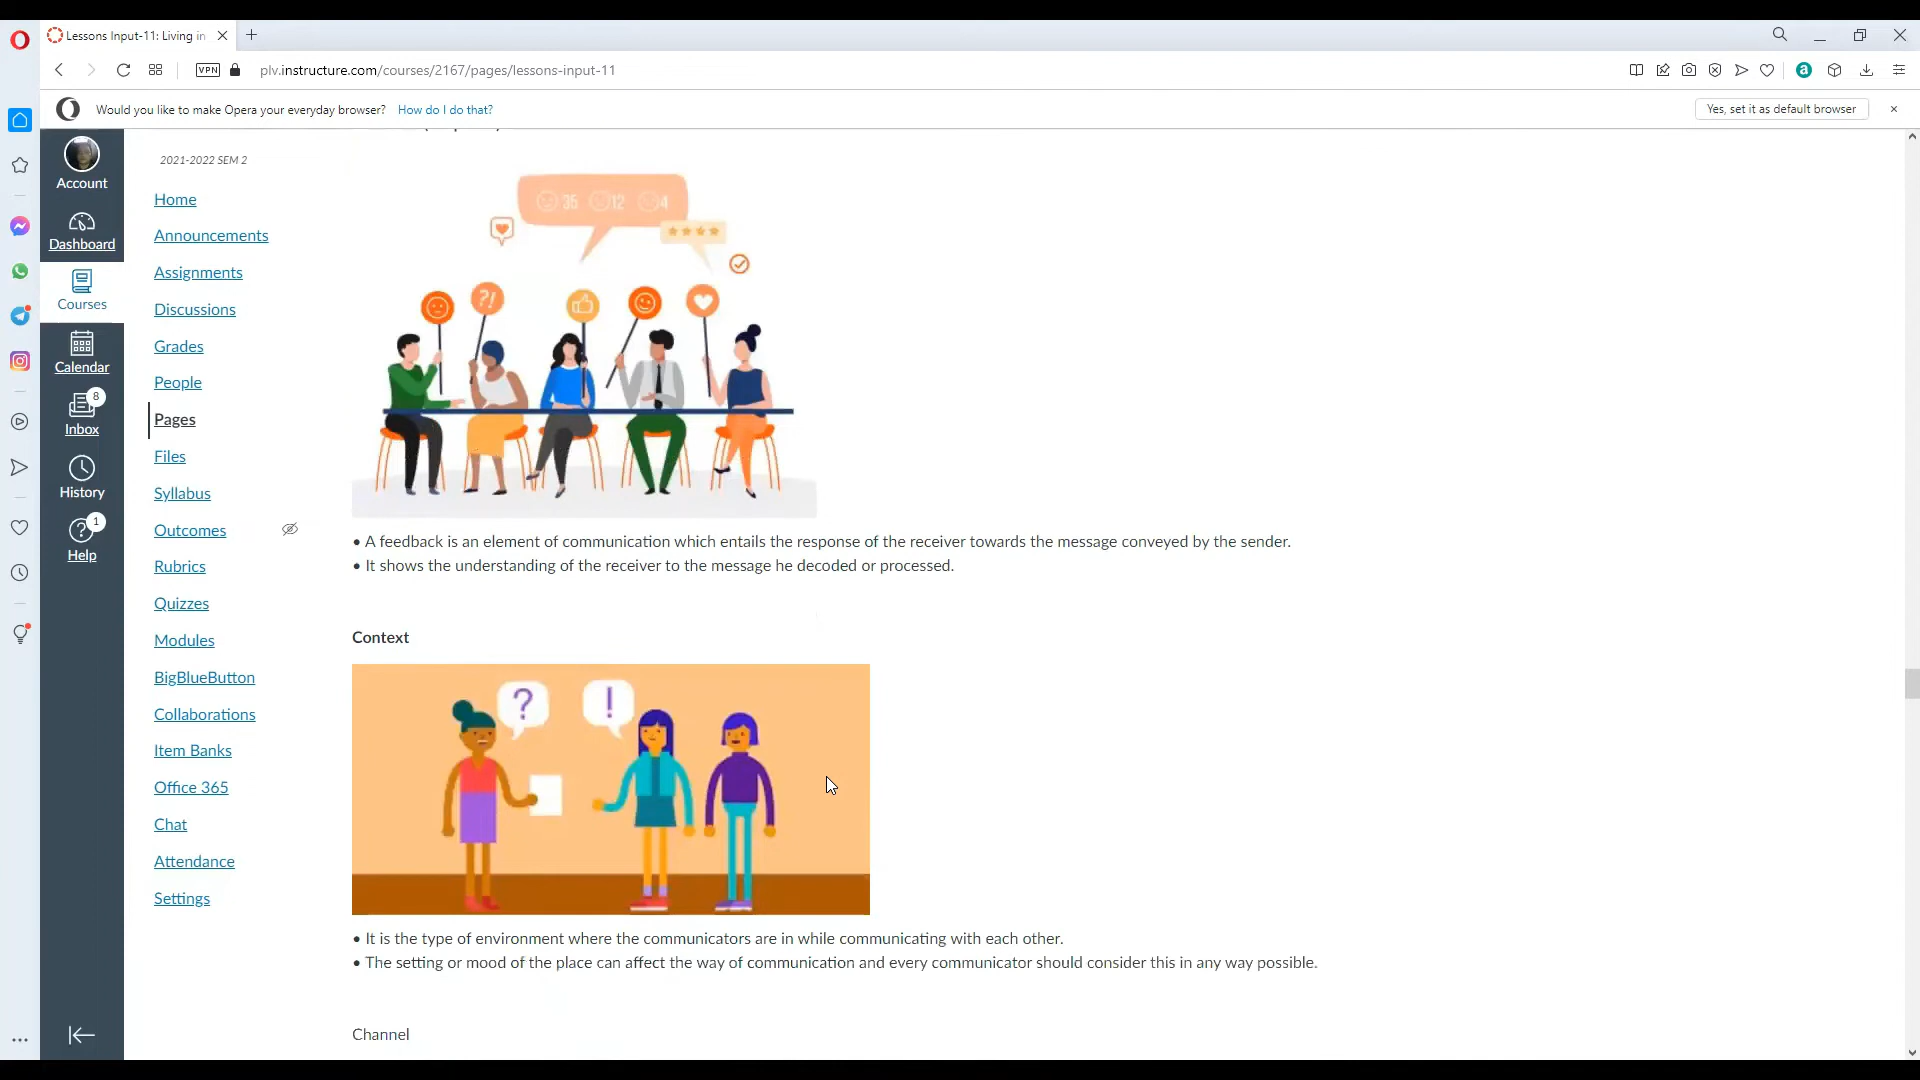 Lessons Input-11: Living in
VPN
plv.instructure.com/courses/2167/pages/lessons-input-11
a
Would you like to make Opera your everyday browser? How do I do that?
Yes, set it as default browser
Account
Dashboard
Courses
Calendar
8
Inbox
History
1
Help
2021-2022 SEM 2
Home
Announcements
Assignments
Discussions
Grades
People
Pages
Files
Syllabus
Outcomes
Rubrics
Quizzes
Modules
BigBlueButton
Collaborations
Item Banks
Office 365
Chat
Attendance
Settings
35 12 4
?!
• A feedback is an element of communication which entails the response of the receiver towards the message conveyed by the sender.
• It shows the understanding of the receiver to the message he decoded or processed.
Context
? !
• It is the type of environment where the communicators are in while communicating with each other.
• The setting or mood of the place can affect the way of communication and every communicator should consider this in any way possible.
Channel